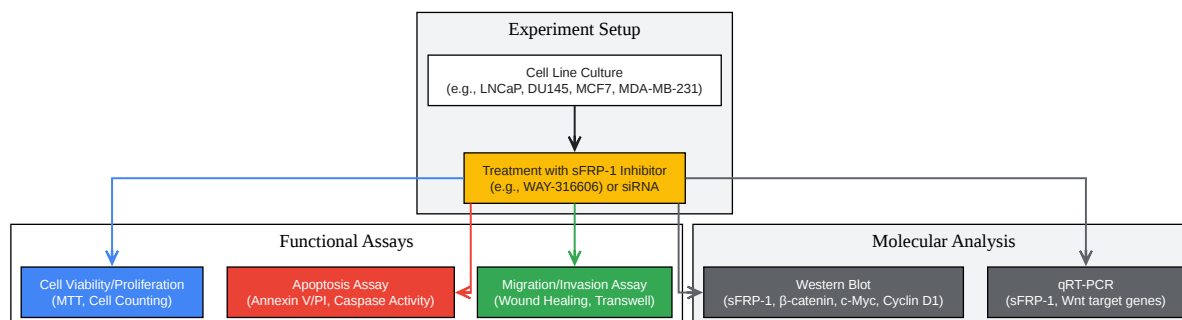 Experiment Setup
Cell Line Culture
(e.g., LNCaP, DU145, MCF7, MDA-MB-231)
Treatment with sFRP-1 Inhibitor
(e.g., WAY-316606) or siRNA
Functional Assays
Cell Viability/Proliferation
(MTT, Cell Counting)
Apoptosis Assay
(Annexin V/PI, Caspase Activity)
Migration/Invasion Assay
(Wound Healing, Transwell)
Molecular Analysis
Western Blot
(sFRP-1, β-catenin, c-Myc, Cyclin D1)
qRT-PCR
(sFRP-1, Wnt target genes)